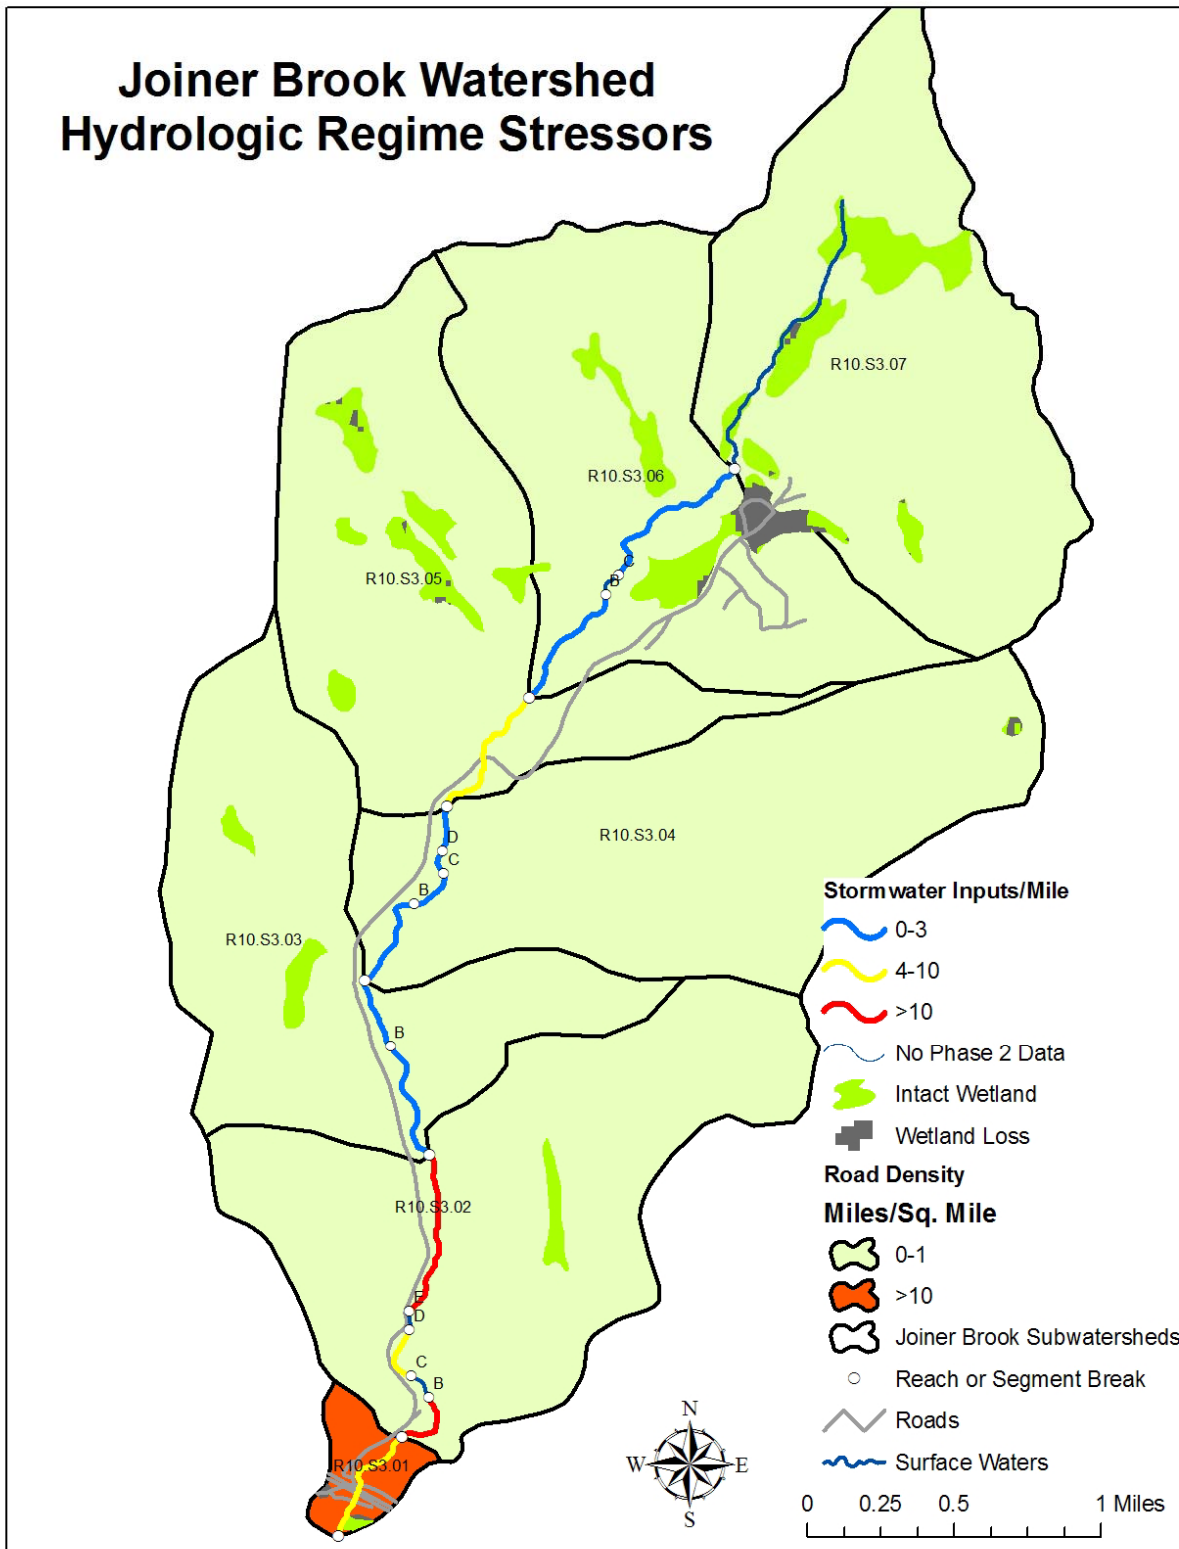 Joiner Brook Watershed
Hydrologic Regime Stressors
R10.S3.07
R10.S3.06
C
B
R10.S3.05
D
C
B
R10.S3.04
R10.S3.03
B
R10.S3.02
E
D
C
B
R10.S3.01
Stormwater Inputs/Mile
0-3
4-10
>10
No Phase 2 Data
Intact Wetland
Wetland Loss
Road Density
Miles/Sq. Mile
0-1
>10
Joiner Brook Subwatersheds
Reach or Segment Break
Roads
Surface Waters
N
W E
S
0 0.25 0.5 1 Miles